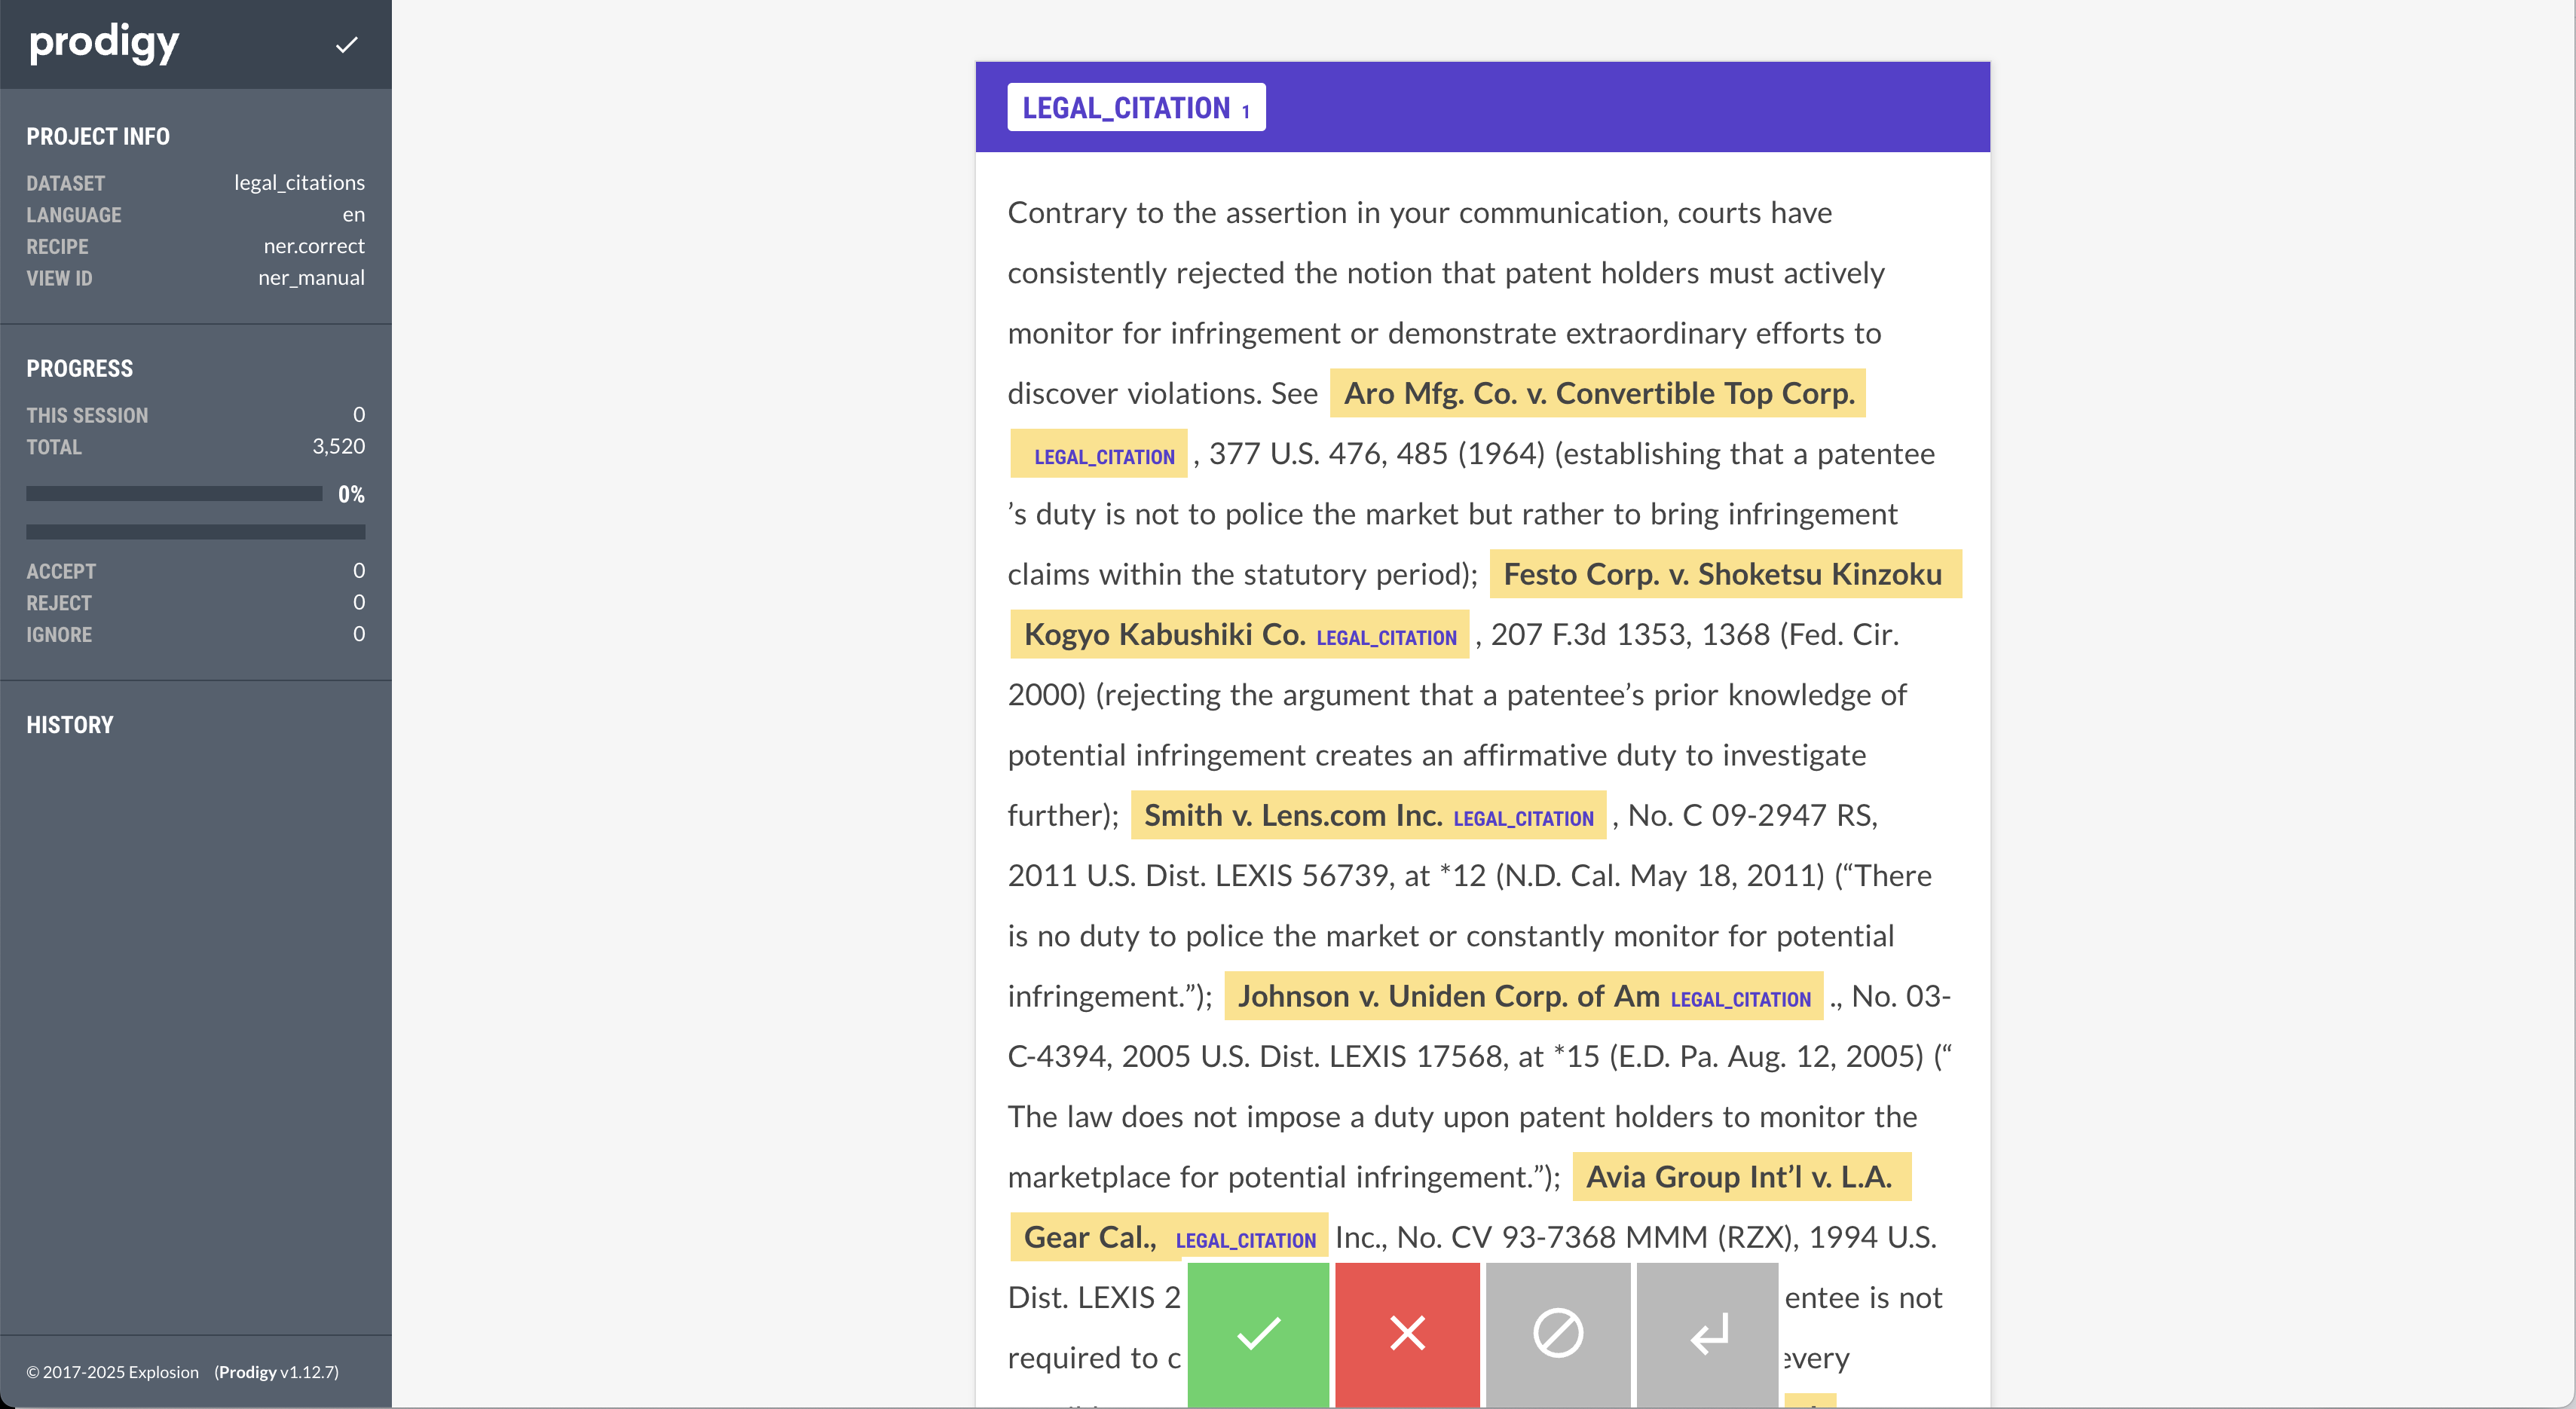 prodigy
PROJECT INFO
DATASET legal_citations
LANGUAGE en
RECIPE ner.correct
VIEW ID ner_manual
PROGRESS
THIS SESSION 0
TOTAL 3,520
0%
ACCEPT 0
REJECT 0
IGNORE 0
HISTORY
© 2017-2025 Explosion (Prodigy v1.12.7)
LEGAL_CITATION 1
Contrary to the assertion in your communication, courts have
consistently rejected the notion that patent holders must actively
monitor for infringement or demonstrate extraordinary efforts to
discover violations. See Aro Mfg. Co. v. Convertible Top Corp.
LEGAL_CITATION , 377 U.S. 476, 485 (1964) (establishing that a patentee
’s duty is not to police the market but rather to bring infringement
claims within the statutory period); Festo Corp. v. Shoketsu Kinzoku
Kogyo Kabushiki Co. LEGAL_CITATION , 207 F.3d 1353, 1368 (Fed. Cir.
2000) (rejecting the argument that a patentee’s prior knowledge of
potential infringement creates an affirmative duty to investigate
further); Smith v. Lens.com Inc. LEGAL_CITATION , No. C 09-2947 RS,
2011 U.S. Dist. LEXIS 56739, at *12 (N.D. Cal. May 18, 2011) (“There
is no duty to police the market or constantly monitor for potential
infringement.”); Johnson v. Uniden Corp. of Am LEGAL_CITATION ., No. 03-
C-4394, 2005 U.S. Dist. LEXIS 17568, at *15 (E.D. Pa. Aug. 12, 2005) (“
The law does not impose a duty upon patent holders to monitor the
marketplace for potential infringement.”); Avia Group Int’l v. L.A.
Gear Cal., LEGAL_CITATION Inc., No. CV 93-7368 MMM (RZX), 1994 U.S.
Dist. LEXIS 2 entee is not
required to c every